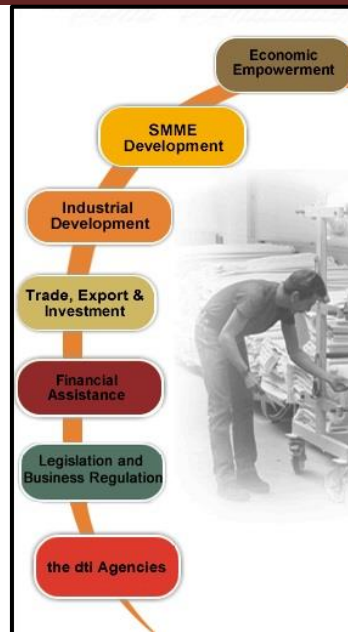 Economic
Empowerment
SMME
Development
Industrial
Development
Trade, Export &
Investment
Financial
Assistance
Legislation and
Business Regulation
the dti Agencies